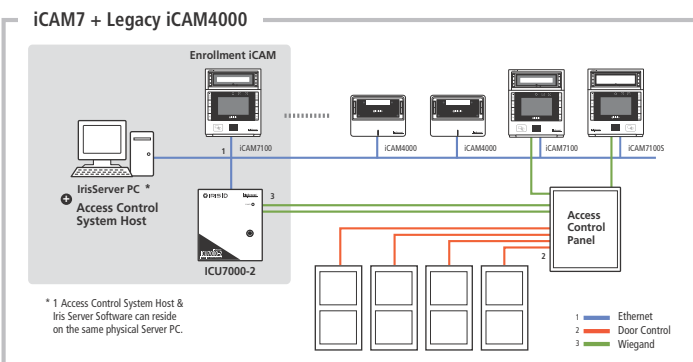 iCAM7 + Legacy iCAM4000
Enrollment iCAM
1
iCAM7100
iCAM4000
iCAM4000
iCAM7100
iCAM7100S
IrisServer PC *
Access Control
System Host
IRIS ID
3
ICU7000-2
Access
Control
Panel
2
* 1 Access Control System Host &
Iris Server Software can reside
on the same physical Server PC.
1 Ethernet
2 Door Control
3 Wiegand